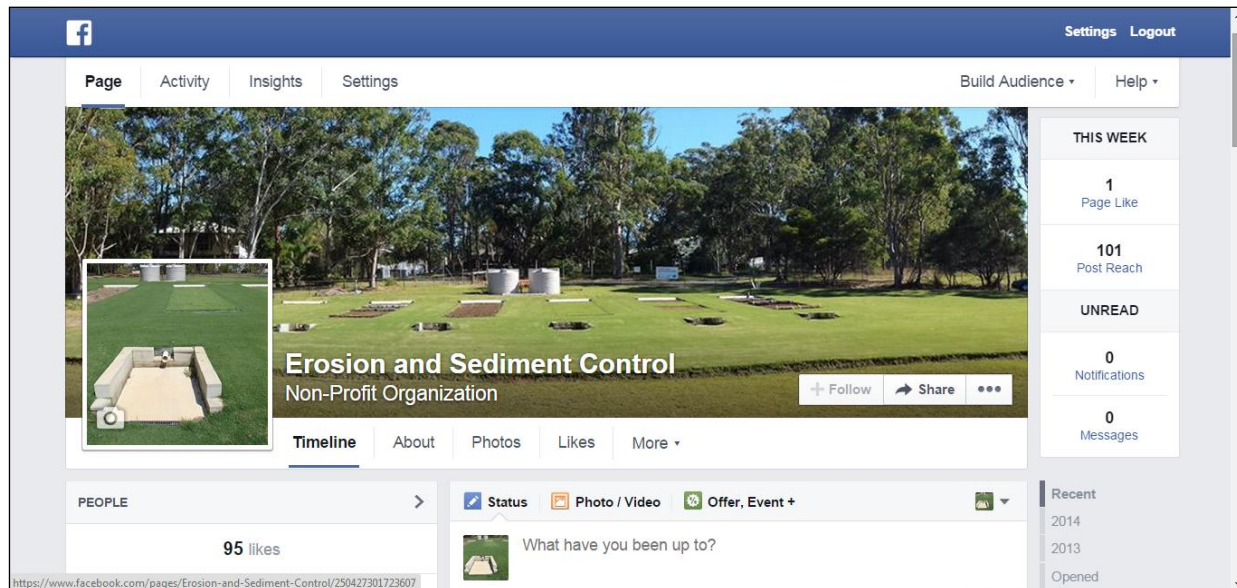 f
Settings Logout
Page Activity Insights Settings Build Audience Help
THIS WEEK
1
Page Like
101
Post Reach
UNREAD
0
Notifications
0
Messages
Erosion and Sediment Control
Non-Profit Organization
Follow Share
Timeline About Photos Likes More
PEOPLE
95 likes
Status Photo / Video Offer, Event +
What have you been up to?
Recent
2014
2013
Opened
https://www.facebook.com/pages/Erosion-and-Sediment-Control/250427301723607